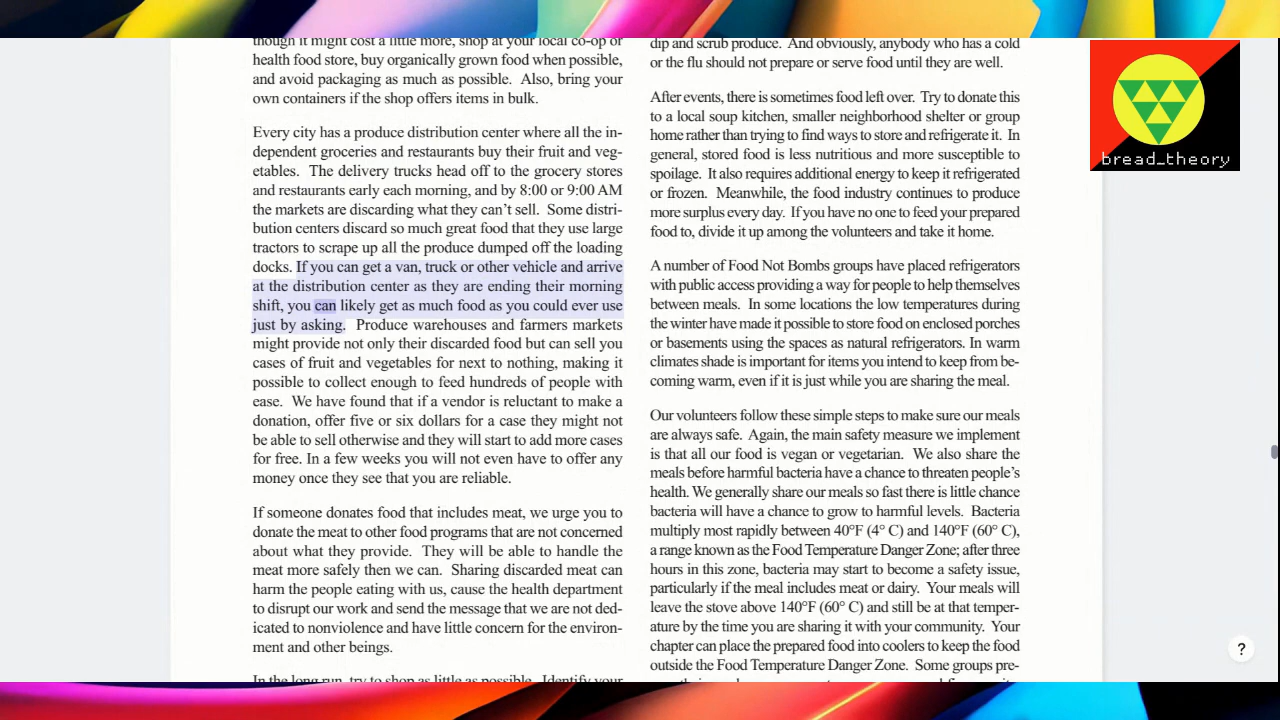 though it might cost a little more, shop at your local co-op or
health food store, buy organically grown food when possible,
and avoid packaging as much as possible.  Also, bring your
own containers if the shop offers items in bulk.
Every city has a produce distribution center where all the in-
dependent groceries and restaurants buy their fruit and veg-
etables.  The delivery trucks head off to the grocery stores
and restaurants early each morning, and by 8:00 or 9:00 AM
the markets are discarding what they can't sell.  Some distri-
bution centers discard so much great food that they use large
tractors to scrape up all the produce dumped off the loading
docks. If you can get a van, truck or other vehicle and arrive
at the distribution center as they are ending their morning
shift, you can likely get as much food as you could ever use
just by asking.  Produce warehouses and farmers markets
might provide not only their discarded food but can sell you
cases of fruit and vegetables for next to nothing, making it
possible to collect enough to feed hundreds of people with
ease.  We have found that if a vendor is reluctant to make a
donation, offer five or six dollars for a case they might not
be able to sell otherwise and they will start to add more cases
for free. In a few weeks you will not even have to offer any
money once they see that you are reliable.
If someone donates food that includes meat, we urge you to
donate the meat to other food programs that are not concerned
about what they provide.  They will be able to handle the
meat more safely then we can.  Sharing discarded meat can
harm the people eating with us, cause the health department
to disrupt our work and send the message that we are not ded-
icated to nonviolence and have little concern for the environ-
ment and other beings.
In the long run, try to shop as little as possible.  Identify your
dip and scrub produce.  And obviously, anybody who has a cold
or the flu should not prepare or serve food until they are well.
After events, there is sometimes food left over.  Try to donate this
to a local soup kitchen, smaller neighborhood shelter or group
home rather than trying to find ways to store and refrigerate it.  In
general, stored food is less nutritious and more susceptible to
spoilage.  It also requires additional energy to keep it refrigerated
or frozen.  Meanwhile, the food industry continues to produce
more surplus every day.  If you have no one to feed your prepared
food to, divide it up among the volunteers and take it home.
A number of Food Not Bombs groups have placed refrigerators
with public access providing a way for people to help themselves
between meals.  In some locations the low temperatures during
the winter have made it possible to store food on enclosed porches
or basements using the spaces as natural refrigerators. In warm
climates shade is important for items you intend to keep from be-
coming warm, even if it is just while you are sharing the meal.
Our volunteers follow these simple steps to make sure our meals
are always safe.  Again, the main safety measure we implement
is that all our food is vegan or vegetarian.  We also share the
meals before harmful bacteria have a chance to threaten people's
health. We generally share our meals so fast there is little chance
bacteria will have a chance to grow to harmful levels.  Bacteria
multiply most rapidly between 40°F (4° C) and 140°F (60° C),
a range known as the Food Temperature Danger Zone; after three
hours in this zone, bacteria may start to become a safety issue,
particularly if the meal includes meat or dairy.  Your meals will
leave the stove above 140°F (60° C) and still be at that temper-
ature by the time you are sharing it with your community.  Your
chapter can place the prepared food into coolers to keep the food
outside the Food Temperature Danger Zone.  Some groups pre-
bread_theory
?